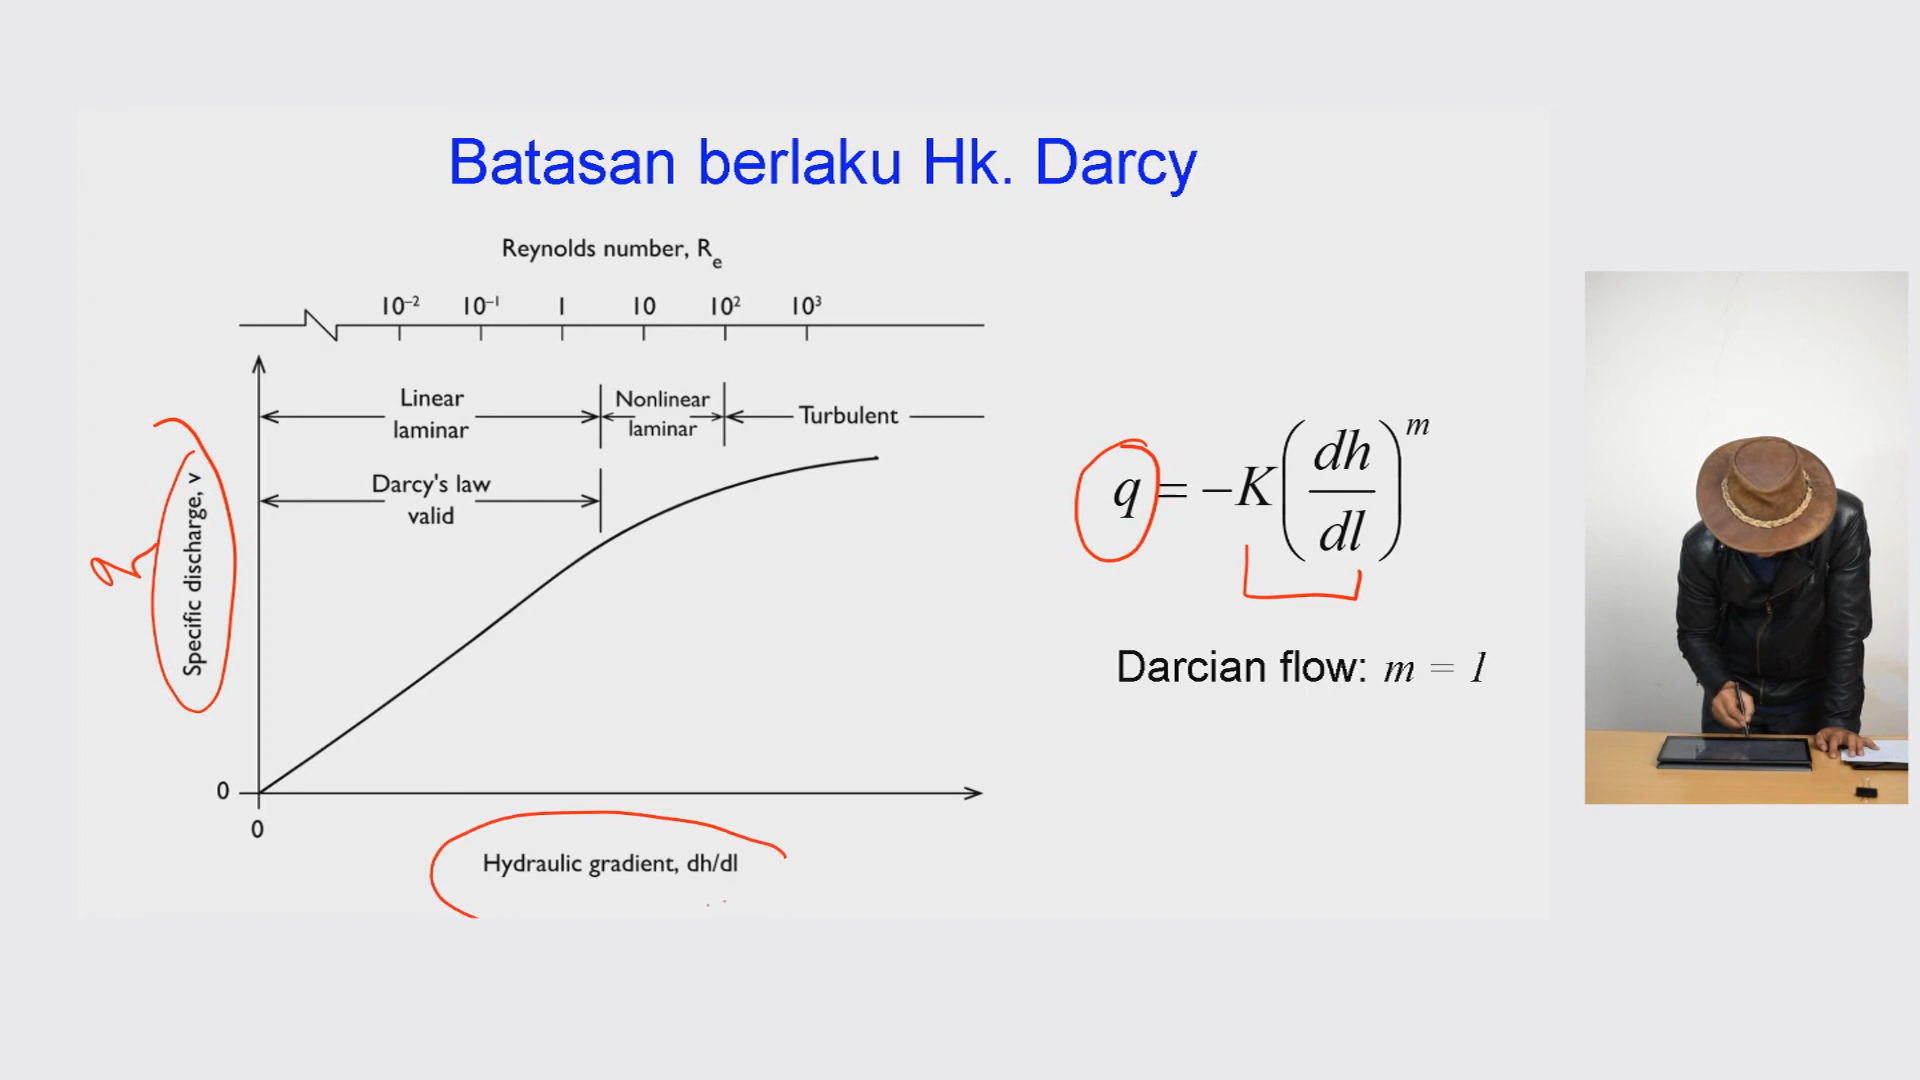 Batasan berlaku Hk. Darcy
Reynolds number, Rₑ
10⁻² 10⁻¹ 1 10 10² 10³
Linear
laminar
Nonlinear
laminar
Turbulent
Darcy's law
valid
q
Specific discharge, v
0
0
Hydraulic gradient, dh/dl
q = −K(dh/dl)ᵐ
Darcian flow: m = 1